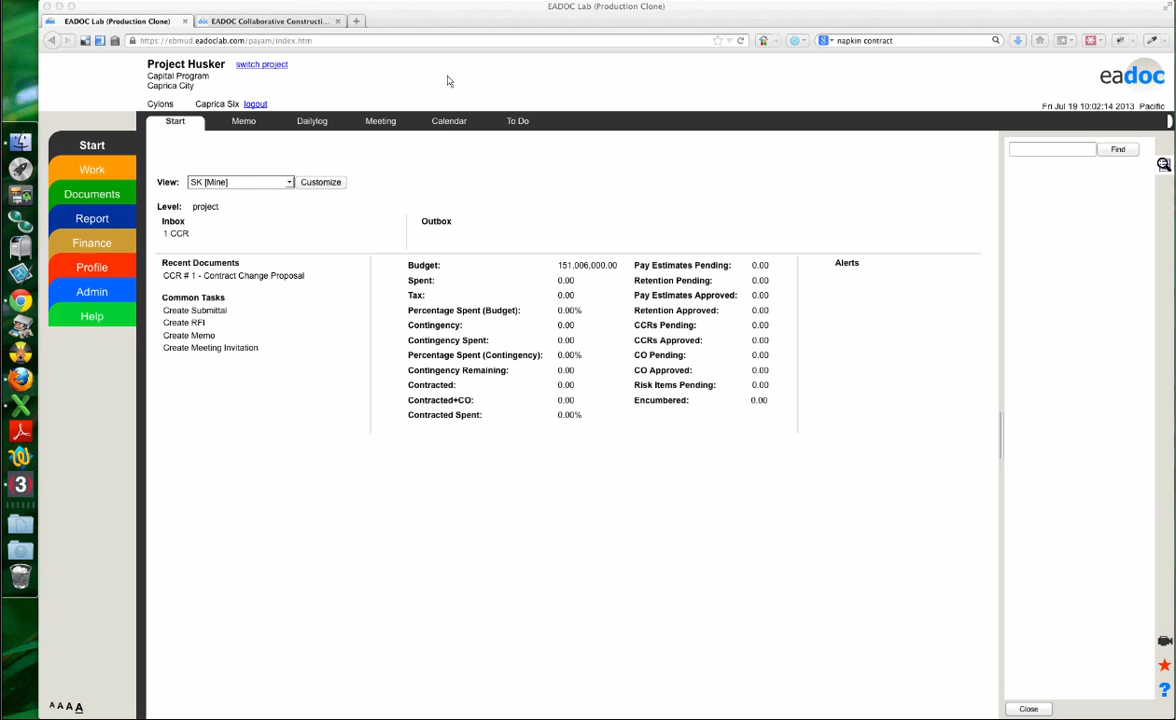 EADOC Lab (Production Clone)
EADOC Lab (Production Clone)
EADOC Collaborative Constructi...
https://ebmud.eadoclab.com/payam/index.htm
napkin contract
Project Husker switch project
Capital Program
Caprica City
Cylons Caprica Six logout
eadoc
Fri Jul 19 10:02:14 2013 Pacific
Start Memo Dailylog Meeting Calendar To Do
Start
Work
Documents
Report
Finance
Profile
Admin
Help
Find
View: SK [Mine] Customize
Level: project
Inbox
1 CCR
Outbox
Recent Documents
CCR # 1 - Contract Change Proposal
Common Tasks
Create Submittal
Create RFI
Create Memo
Create Meeting Invitation
Budget: 151,006,000.00
Spent: 0.00
Tax: 0.00
Percentage Spent (Budget): 0.00%
Contingency: 0.00
Contingency Spent: 0.00
Percentage Spent (Contingency): 0.00%
Contingency Remaining: 0.00
Contracted: 0.00
Contracted+CO: 0.00
Contracted Spent: 0.00%
Pay Estimates Pending: 0.00
Retention Pending: 0.00
Pay Estimates Approved: 0.00
Retention Approved: 0.00
CCRs Pending: 0.00
CCRs Approved: 0.00
CO Pending: 0.00
CO Approved: 0.00
Risk Items Pending: 0.00
Encumbered: 0.00
Alerts
3
A A A A
?
Close